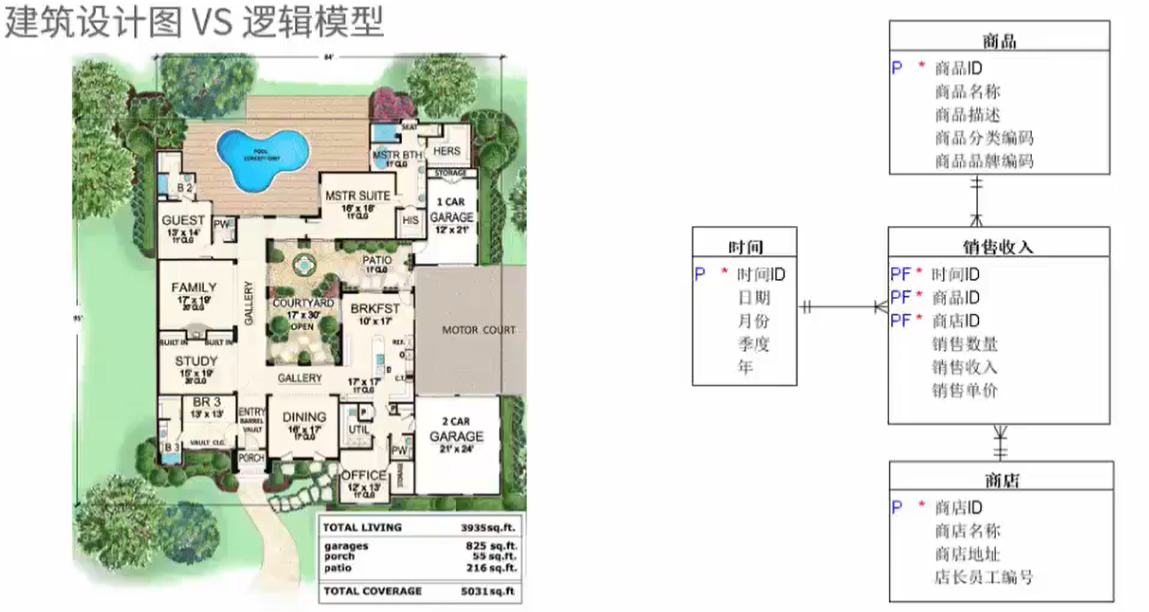 建筑设计图 VS 逻辑模型
84'
POOL
CONCEPT ONLY
SEAT
MSTR BTH
11' CLG
HERS
STORAGE
B 2
MSTR SUITE
16' x 18'
11' CLG
1 CAR
GARAGE
12' x 21'
GUEST
13' x 14'
11' CLG
PW
HIS
PATIO
11' CLG
FAMILY
17' x 19'
20' CLG
GALLERY
COURTYARD
17' x 30'
OPEN
BRKFST
10' x 17'
MOTOR COURT
95'
BUILT IN
BUILT IN
REF.
STUDY
15' x 19'
20' CLG
GALLERY
17' x 17'
11' CLG
C.T.
BR 3
13' x 13'
VAULT CLG.
ENTRY
BARREL
VAULT
DINING
16' x 17'
11' CLG
UTIL
2 CAR
GARAGE
21' x 24'
B 3
PORCH
PW
OFFICE
12' x 13'
11' CLG
STORAGE
TOTAL LIVING 3935sq.ft.
garages 825 sq.ft.
porch 55 sq.ft.
patio 216 sq.ft.
TOTAL COVERAGE 5031sq.ft
商品
P * 商品ID
商品名称
商品描述
商品分类编码
商品品牌编码
时间
P * 时间ID
日期
月份
季度
年
销售收入
PF * 时间ID
PF * 商品ID
PF * 商店ID
销售数量
销售收入
销售单价
商店
P * 商店ID
商店名称
商店地址
店长员工编号